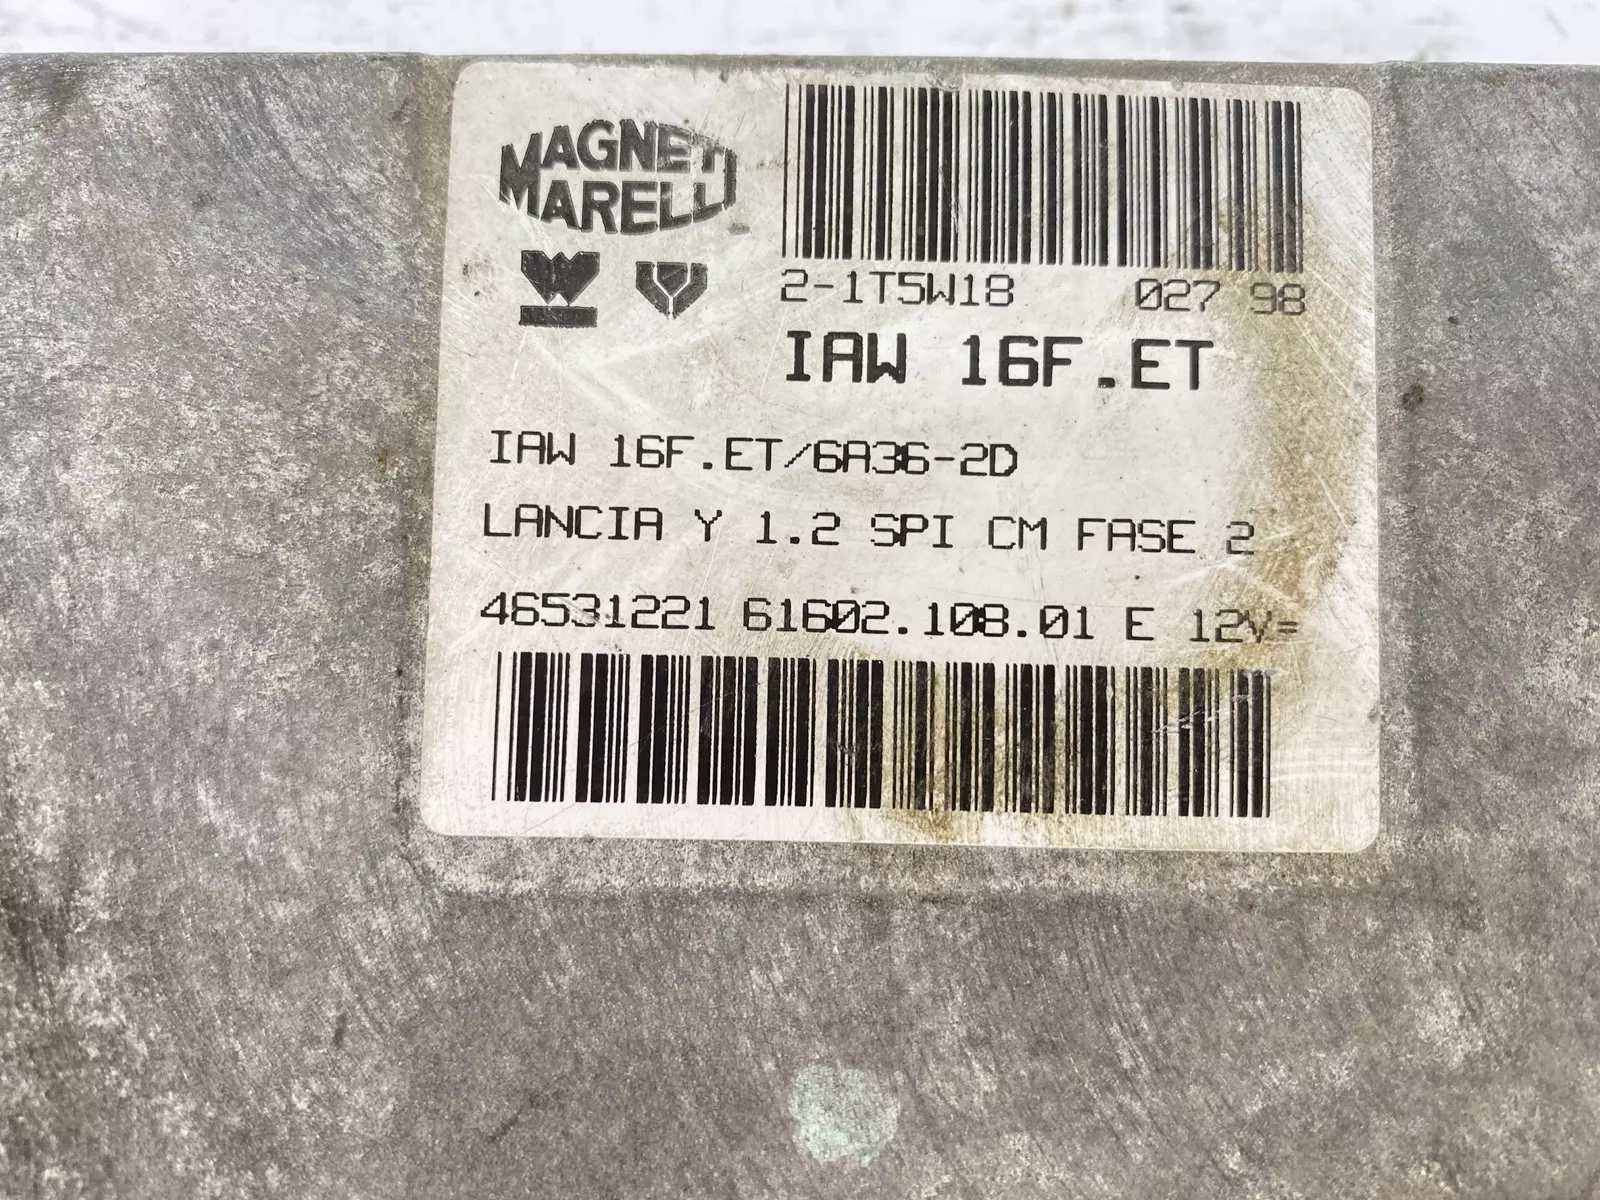 MAGNETI
MARELLI
2-1T5W18 027 98
IAW 16F.ET
IAW 16F.ET/6A36-2D
LANCIA Y 1.2 SPI CM FASE 2
46531221 61602.108.01 E 12V=